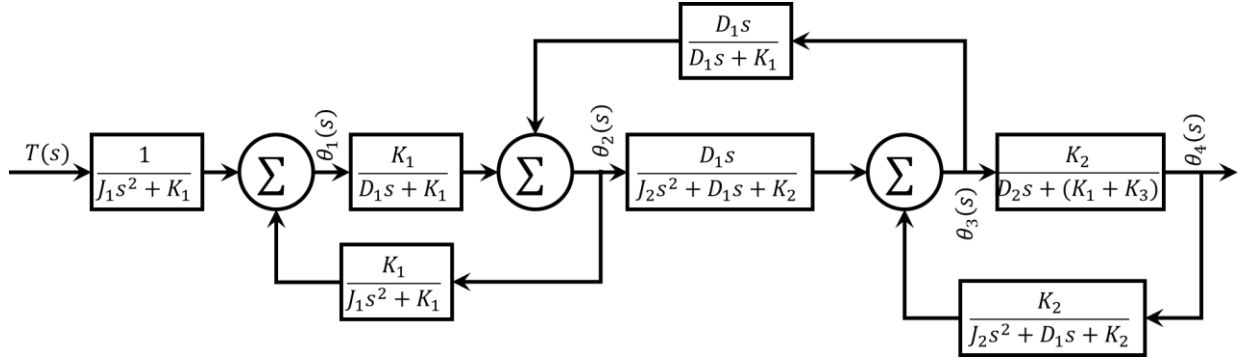 D₁s
D₁s + K₁
T(s)
1
J₁s² + K₁
Σ
θ₁(s)
K₁
D₁s + K₁
Σ
θ₂(s)
D₁s
J₂s² + D₁s + K₂
Σ
θ₃(s)
K₂
D₂s + (K₁ + K₃)
θ₄(s)
K₁
J₁s² + K₁
K₂
J₂s² + D₁s + K₂